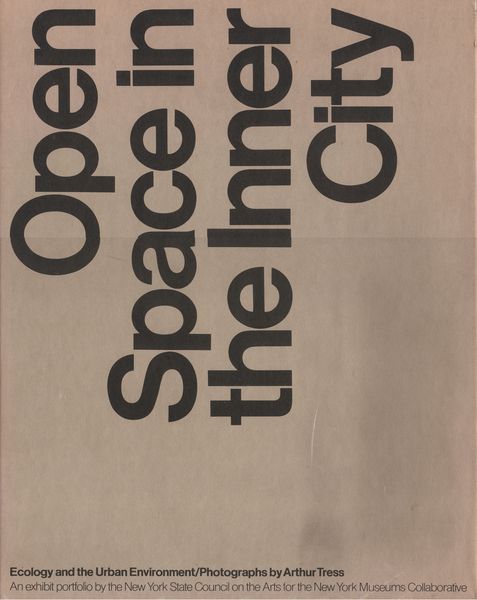 Open
Space in
the Inner
City
Ecology and the Urban Environment/Photographs by Arthur Tress
An exhibit portfolio by the New York State Council on the Arts for the New York Museums Collaborative